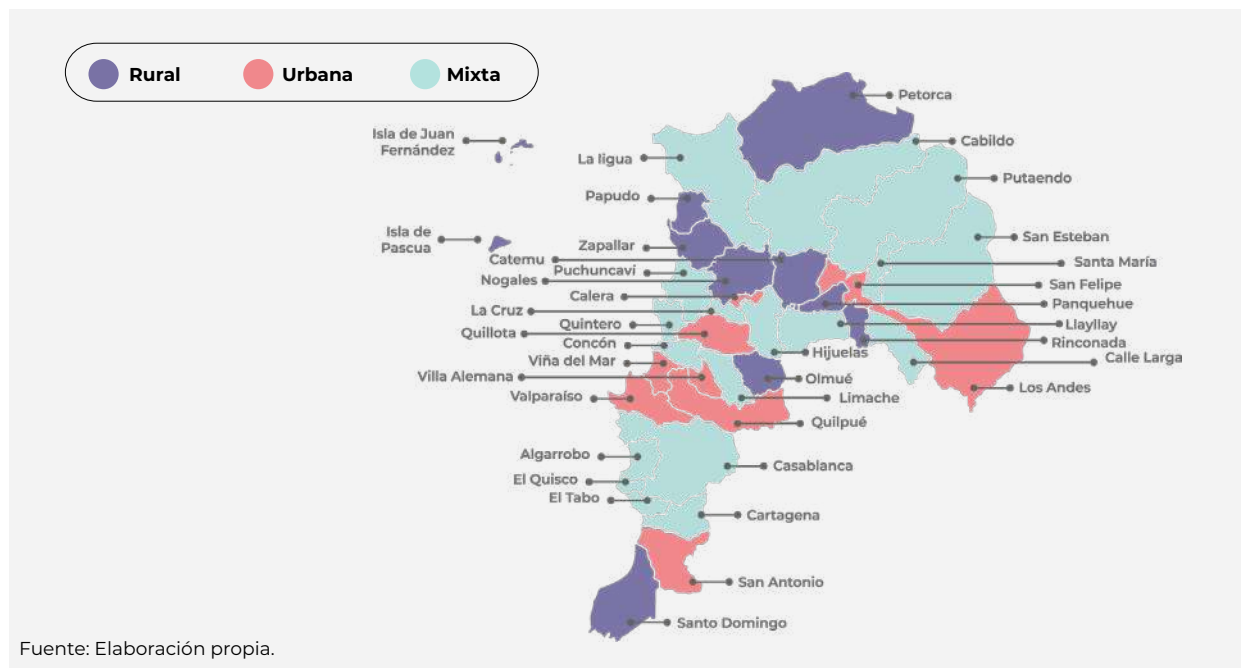 Rural
Urbana
Mixta
Petorca
Isla de Juan
Fernández
Cabildo
La ligua
Putaendo
Papudo
Isla de
Pascua
San Esteban
Zapallar
Catemu
Santa María
Puchuncaví
Nogales
San Felipe
Calera
Panquehue
La Cruz
Quintero
Llayllay
Quillota
Rinconada
Concón
Hijuelas
Calle Larga
Viña del Mar
Villa Alemana
Olmué
Los Andes
Valparaíso
Limache
Quilpué
Algarrobo
Casablanca
El Quisco
El Tabo
Cartagena
San Antonio
Santo Domingo
Fuente: Elaboración propia.